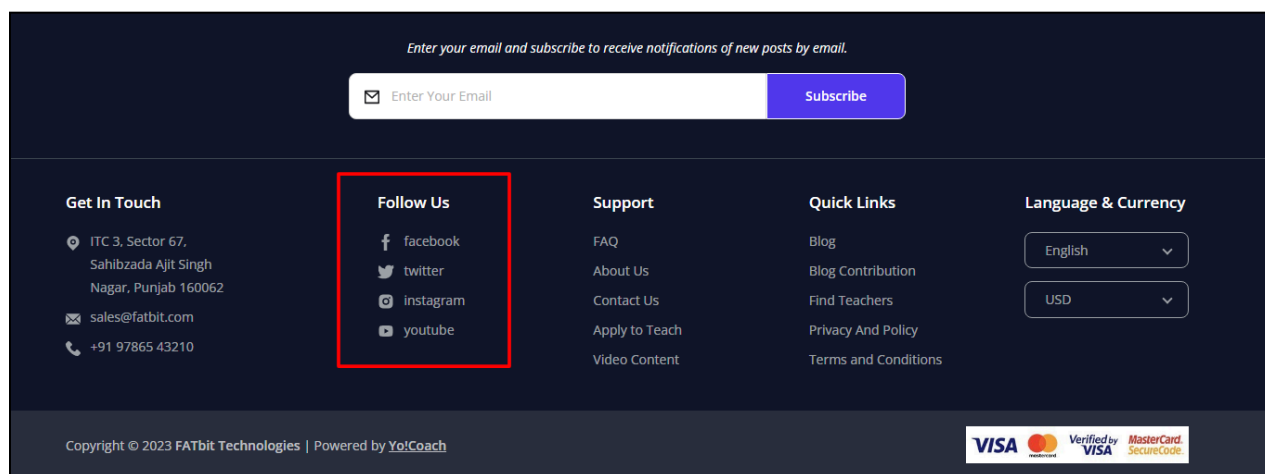 Enter your email and subscribe to receive notifications of new posts by email.
Enter Your Email
Subscribe
Get In Touch
ITC 3, Sector 67,
Sahibzada Ajit Singh
Nagar, Punjab 160062
sales@fatbit.com
+91 97865 43210
Follow Us
facebook
twitter
instagram
youtube
Support
FAQ
About Us
Contact Us
Apply to Teach
Video Content
Quick Links
Blog
Blog Contribution
Find Teachers
Privacy And Policy
Terms and Conditions
Language & Currency
English
USD
Copyright © 2023 FATbit Technologies | Powered by Yo!Coach
VISA
mastercard
Verified by
VISA
MasterCard.
SecureCode.